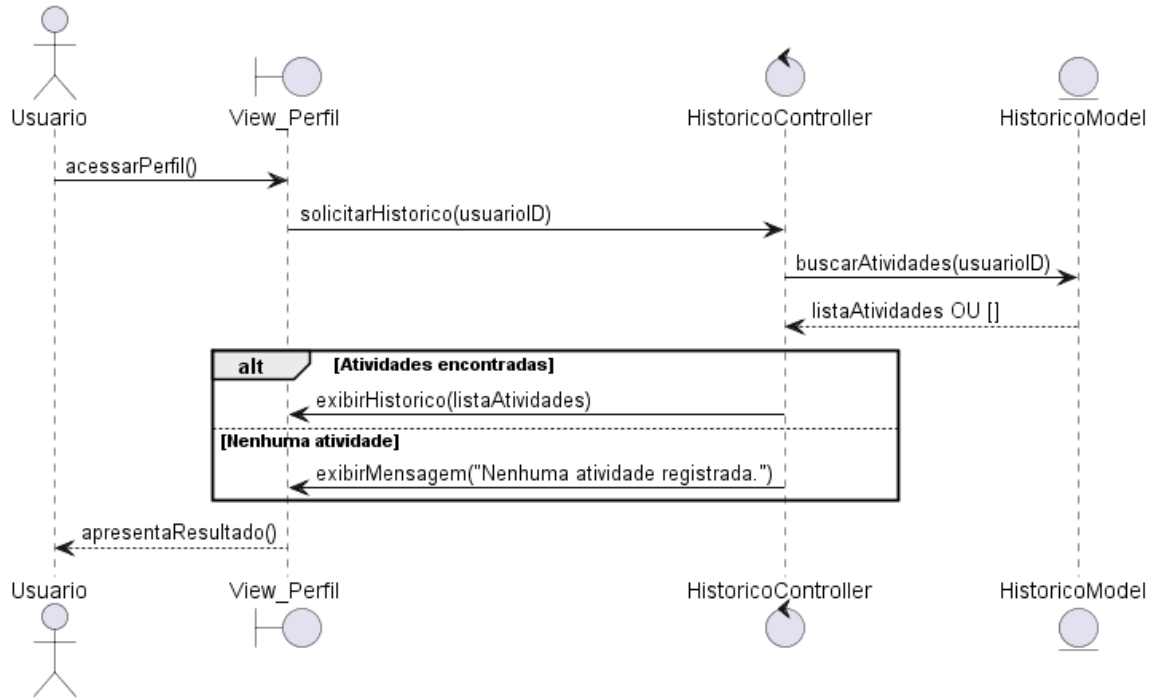 Usuario
View_Perfil
HistoricoController
HistoricoModel
acessarPerfil()
solicitarHistorico(usuarioID)
buscarAtividades(usuarioID)
listaAtividades OU []
alt
[Atividades encontradas]
exibirHistorico(listaAtividades)
[Nenhuma atividade]
exibirMensagem("Nenhuma atividade registrada.")
apresentaResultado()
Usuario
View_Perfil
HistoricoController
HistoricoModel